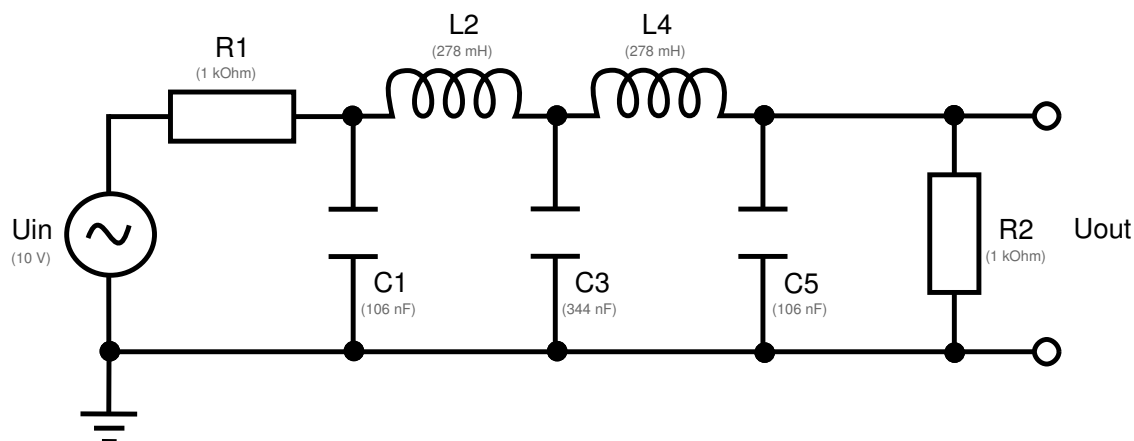 L2
(278 mH)
L4
(278 mH)
R1
(1 kOhm)
Uin
(10 V)
R2
(1 kOhm)
Uout
C1
(106 nF)
C3
(344 nF)
C5
(106 nF)